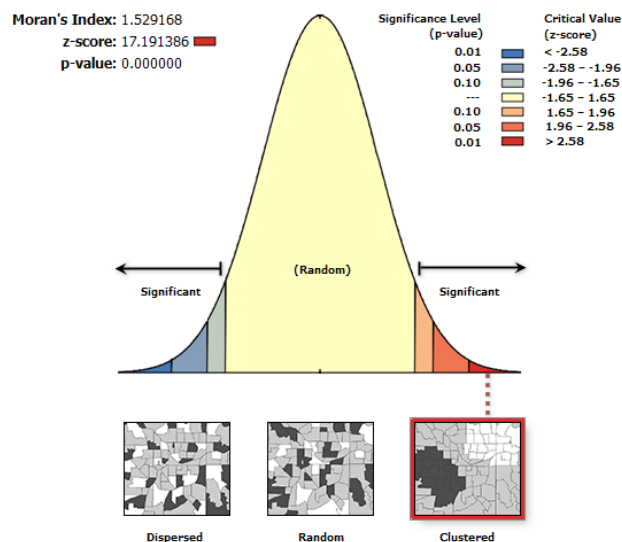 Moran's Index: 1.529168
z-score: 17.191386
p-value: 0.000000
Significance Level
(p-value)
Critical Value
(z-score)
0.01 < -2.58
0.05 -2.58 – -1.96
0.10 -1.96 – -1.65
--- -1.65 – 1.65
0.10 1.65 – 1.96
0.05 1.96 – 2.58
0.01 > 2.58
(Random)
Significant Significant
Dispersed Random Clustered